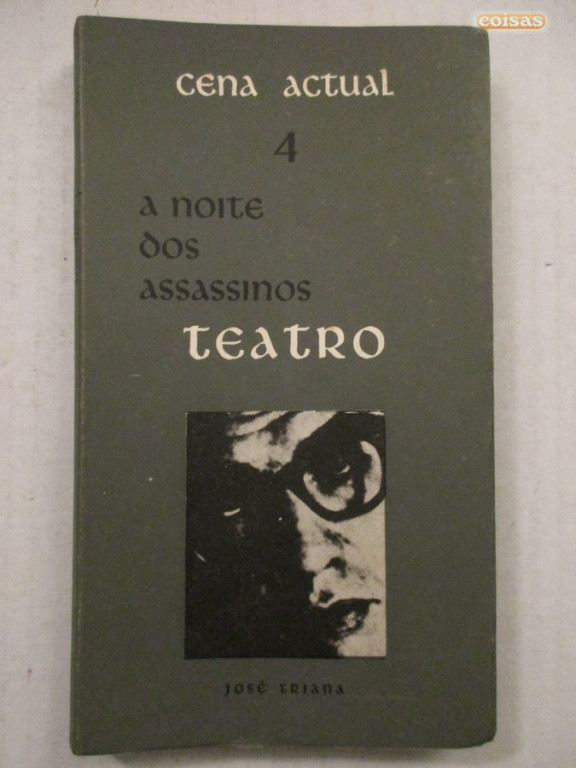 coisas
cena actual
4
a noite
dos
assassinos
teatro
José Triana